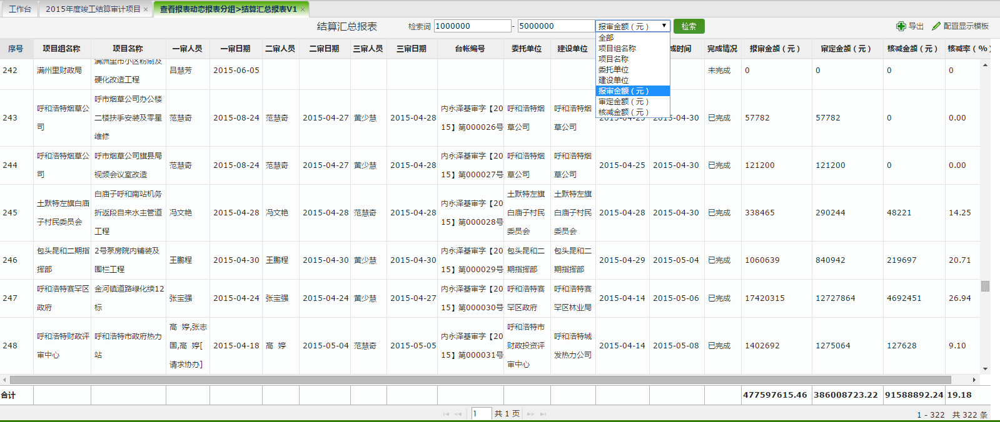 工作台 2015年度竣工结算审计项目 × 查看报表动态报表分组>结算汇总报表V1 ×
结算汇总报表 检索词 1000000 - 5000000 报审金额（元） ▼ 检索 导出 配置显示模板
全部
项目组名称
项目名称
委托单位
建设单位
报审金额（元）
审定金额（元）
核减金额（元）
序号 项目组名称 项目名称 一审人员 一审日期 二审人员 二审日期 三审人员 三审日期 台帐编号 委托单位 建设单位 成时间 完成情况 报审金额（元） 审定金额（元） 核减金额（元） 核减率（%）
242 满州里财政局 满洲里市小区粉刷及硬化改造工程 吕慧芳 2015-06-05 未完成 0 0 0 0
243 呼和浩特烟草公司 呼市烟草公司办公楼二楼扶手安装及零星维修 范慧奇 2015-08-24 范慧奇 2015-04-27 黄少慧 2015-04-28 内永泽基审字【2015】第000026号 呼和浩特烟草公司 呼和浩特烟草公司 2015-04-25 2015-04-30 已完成 57782 57782 0 0.00
244 呼和浩特烟草公司 呼市烟草公司旗县局视频会议室改造 范慧奇 2015-08-24 范慧奇 2015-04-27 黄少慧 2015-04-28 内永泽基审字【2015】第000027号 呼和浩特烟草公司 呼和浩特烟草公司 2015-04-25 2015-04-30 已完成 121200 121200 0 0.00
245 土默特左旗白庙子村民委员会 白庙子呼和南站机务折返段自来水主管道工程 冯文艳 2015-04-28 冯文艳 2015-04-28 范慧奇 2015-04-28 内永泽基审字【2015】第000028号 土默特左旗白庙子村民委员会 土默特左旗白庙子村民委员会 2015-04-28 2015-04-30 已完成 338465 290244 48221 14.25
246 包头昆和二期指挥部 2号泵房院内铺装及围栏工程 王鹏程 2015-04-30 王鹏程 2015-04-30 黄少慧 2015-04-30 内永泽基审字【2015】第000029号 包头昆和二期指挥部 包头昆和二期指挥部 2015-04-29 2015-05-04 已完成 1060639 840942 219697 20.71
247 呼和浩特赛罕区政府 金河镇道路绿化续12标 张宝强 2015-04-24 张宝强 2015-04-24 黄少慧 2015-04-27 内永泽基审字【2015】第000030号 呼和浩特赛罕区政府 呼和浩特赛罕区林业局 2015-04-14 2015-05-06 已完成 17420315 12727864 4692451 26.94
248 呼和浩特财政评审中心 呼和浩特市政府热力站 高 婷,张志国,高 婷[请求协办] 2015-04-18 高 婷 2015-05-04 范慧奇 2015-05-05 内永泽基审字【2015】第000031号 呼和浩特市财政投资评审中心 呼和浩特城发热力公司 2015-04-14 2015-05-08 已完成 1402692 1275064 127628 9.10
合计 477597615.46 386008723.22 91588892.24 19.18
1 共 1 页 1 - 322 共 322 条